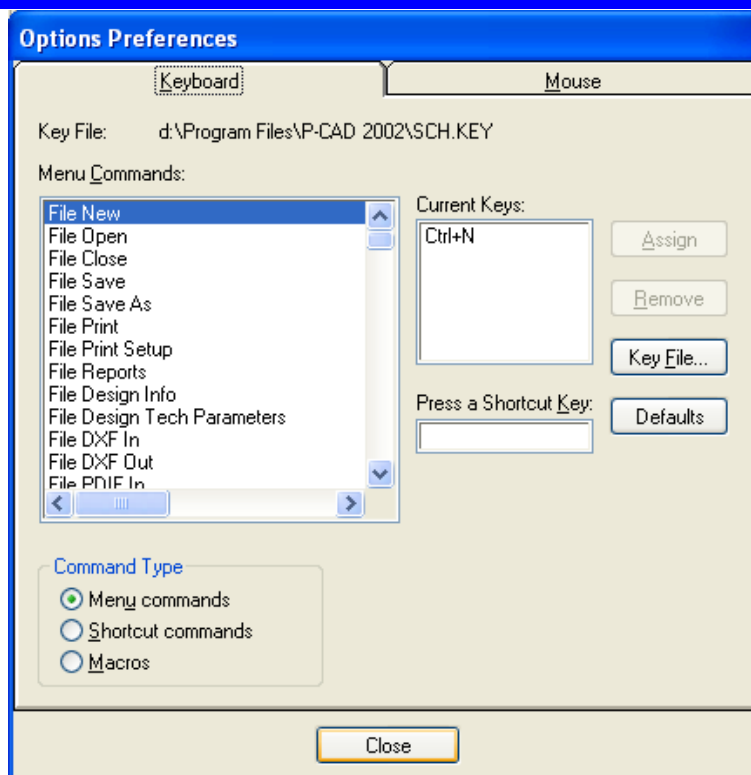 Options Preferences
Keyboard
Mouse
Key File: d:\Program Files\P-CAD 2002\SCH.KEY
Menu Commands:
File New
File Open
File Close
File Save
File Save As
File Print
File Print Setup
File Reports
File Design Info
File Design Tech Parameters
File DXF In
File DXF Out
File PDIF In
Current Keys:
Ctrl+N
Assign
Remove
Key File...
Press a Shortcut Key:
Defaults
Command Type
Menu commands
Shortcut commands
Macros
Close